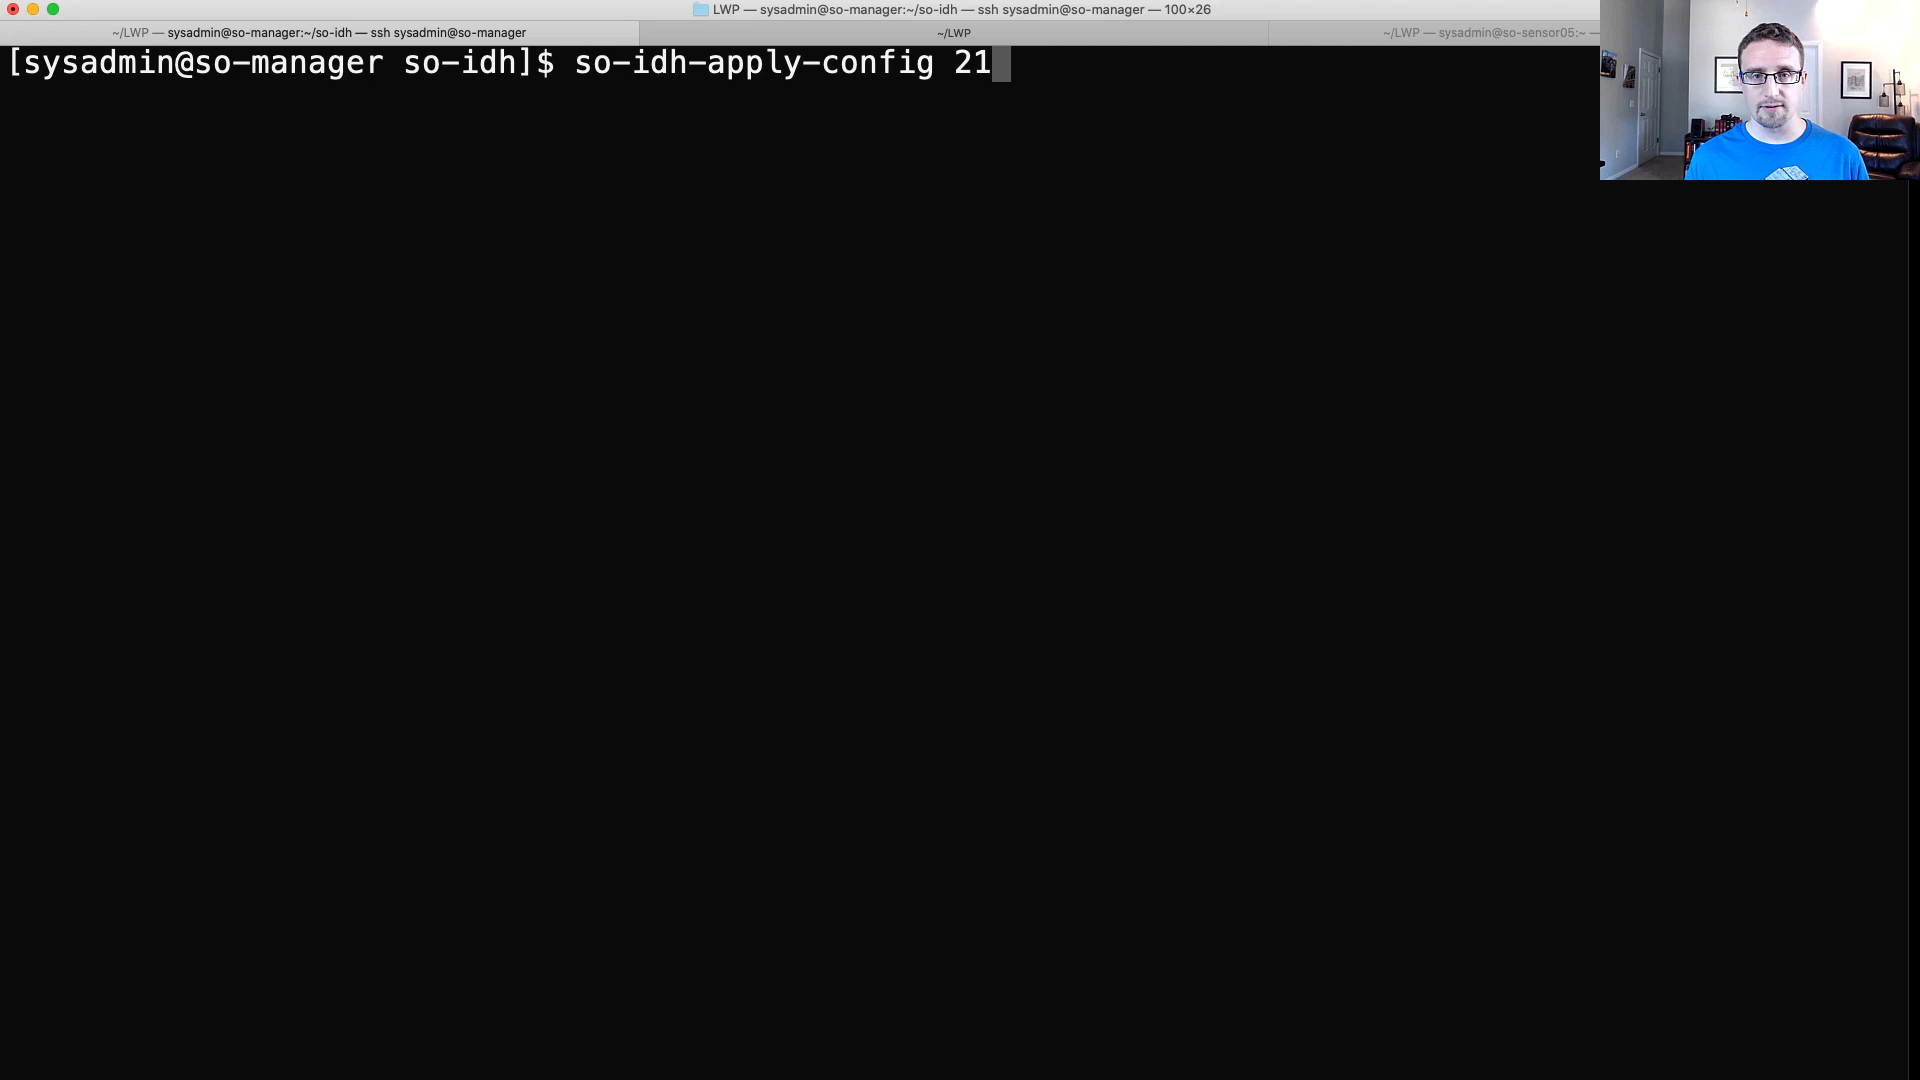 LWP — sysadmin@so-manager:~/so-idh — ssh sysadmin@so-manager — 100×26
~/LWP — sysadmin@so-manager:~/so-idh — ssh sysadmin@so-manager
~/LWP
~/LWP — sysadmin@so-sensor05:~ —
[sysadmin@so-manager so-idh]$ so-idh-apply-config 21